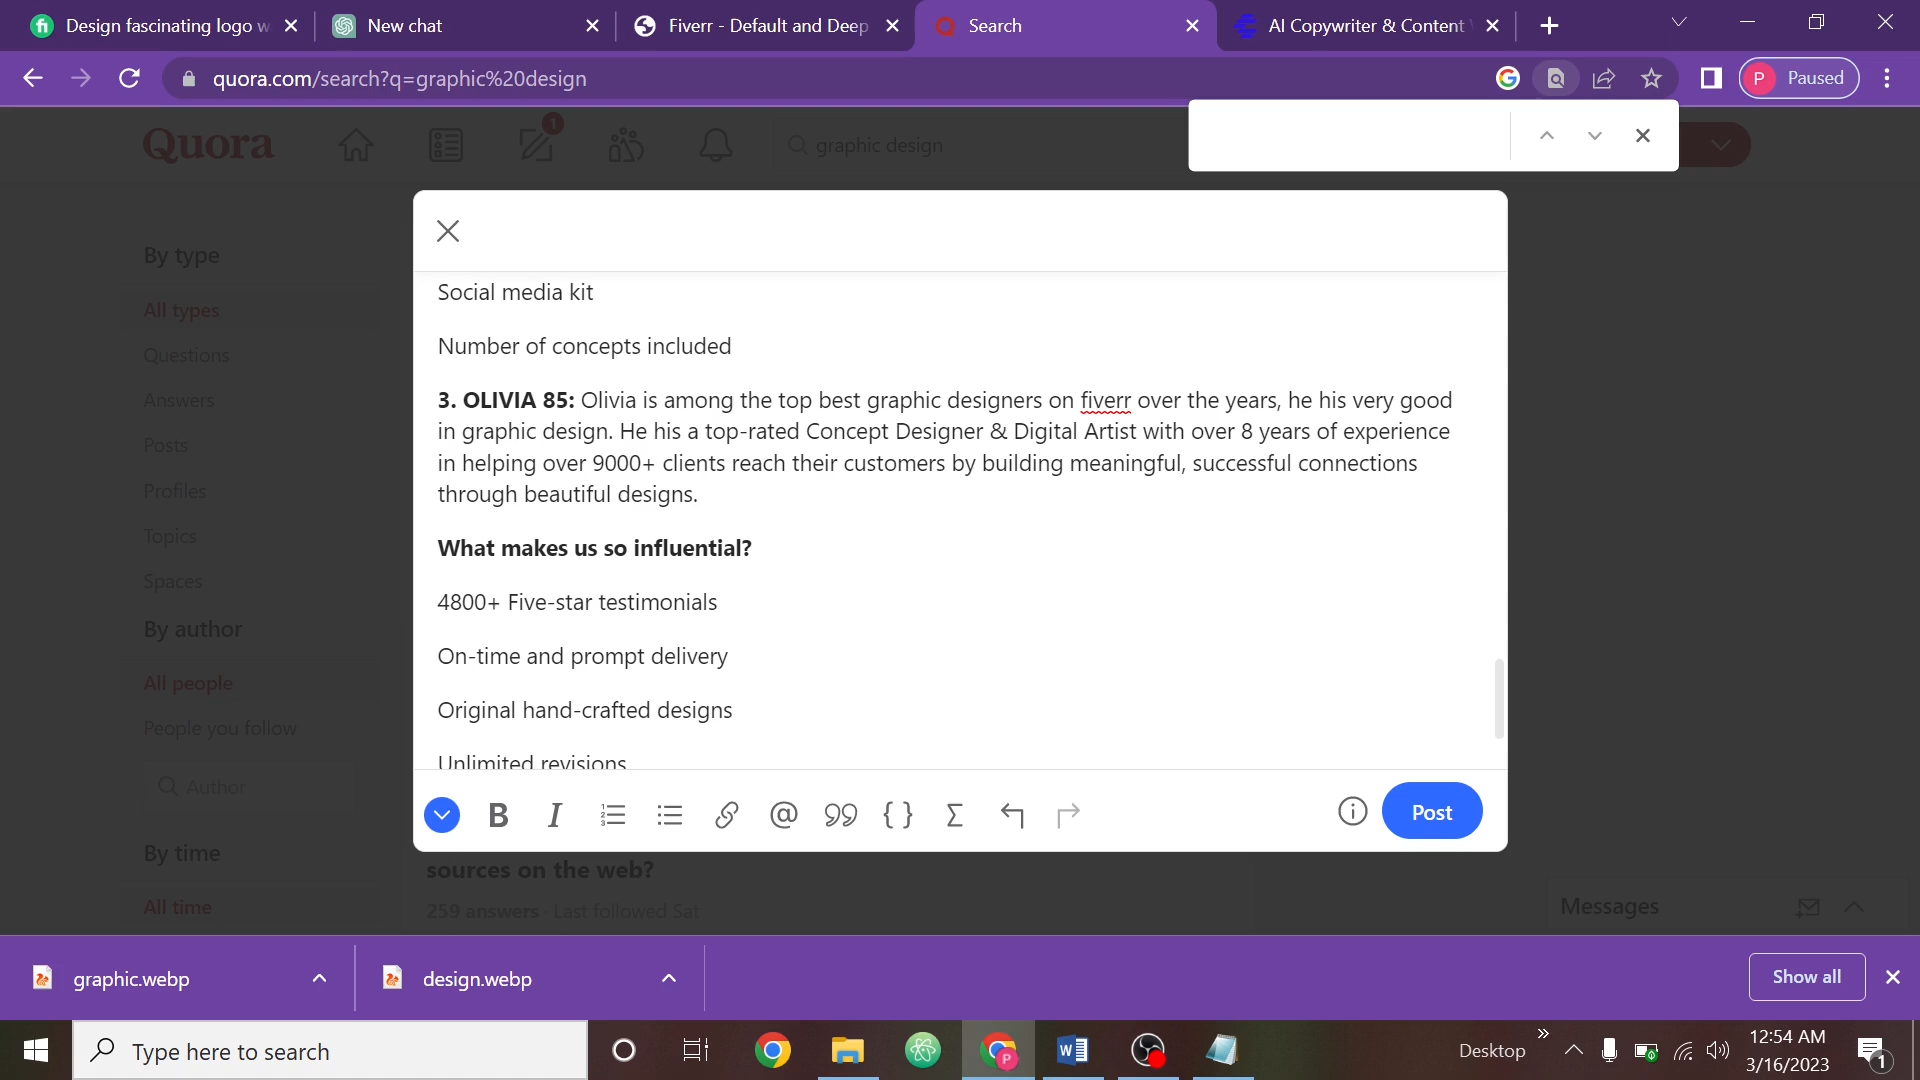 Design fascinating logo w
New chat
Fiverr - Default and Deep
Search
AI Copywriter & Content
quora.com/search?q=graphic%20design
P
Paused
Quora
1
graphic design
By type
All types
Questions
Answers
Posts
Profiles
Topics
Spaces
By author
All people
People you follow
Author
By time
All time
Social media kit
Number of concepts included
3. OLIVIA 85: Olivia is among the top best graphic designers on fiverr over the years, he his very good
in graphic design. He his a top-rated Concept Designer & Digital Artist with over 8 years of experience
in helping over 9000+ clients reach their customers by building meaningful, successful connections
through beautiful designs.
What makes us so influential?
4800+ Five-star testimonials
On-time and prompt delivery
Original hand-crafted designs
Unlimited revisions
Post
sources on the web?
259 answers · Last followed Sat
Messages
graphic.webp
design.webp
Show all
Type here to search
Desktop
12:54 AM
3/16/2023
1